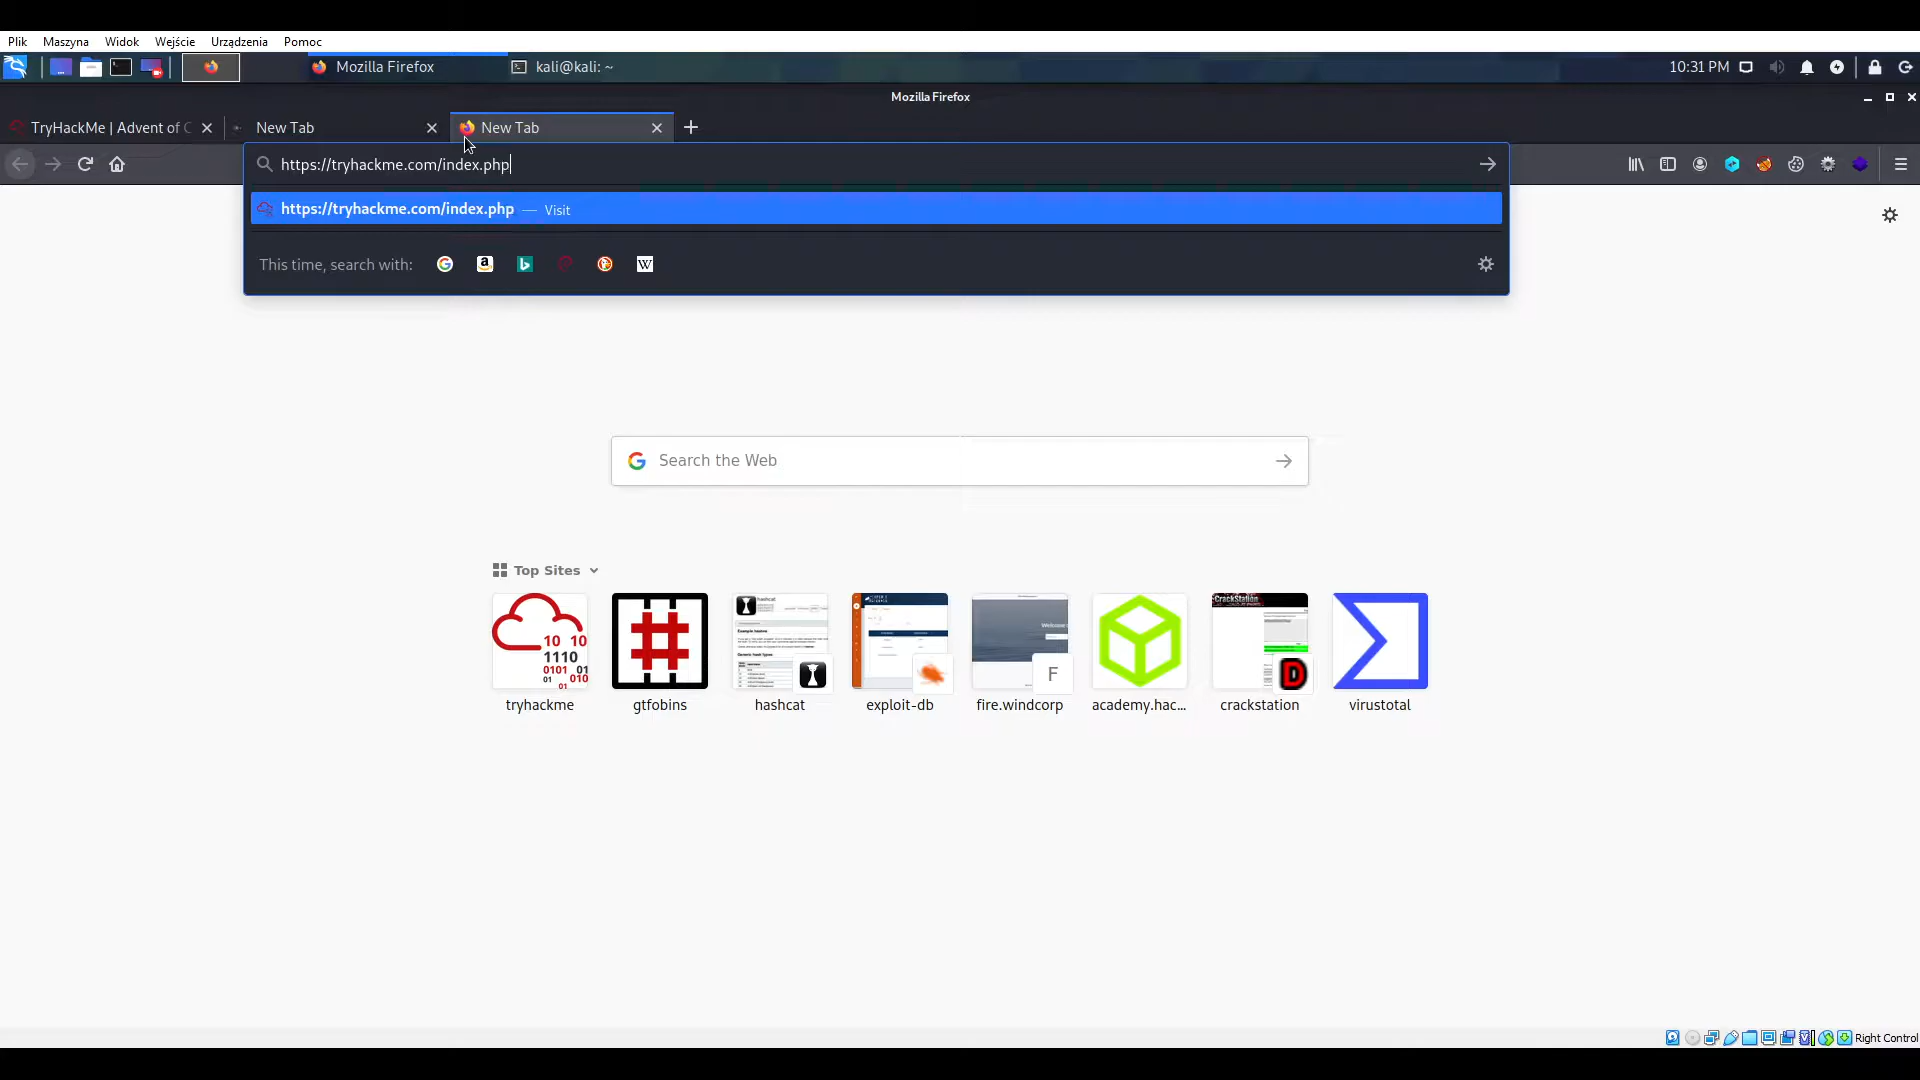 Plik Maszyna Widok Wejście Urządzenia Pomoc
Mozilla Firefox kali@kali: ~ 10:31 PM
Mozilla Firefox
TryHackMe | Advent of C New Tab New Tab
https://tryhackme.com/index.php
https://tryhackme.com/index.php — Visit
This time, search with:
Search the Web
Top Sites
tryhackme gtfobins hashcat exploit-db fire.windcorp academy.hac... crackstation virustotal
Right Control